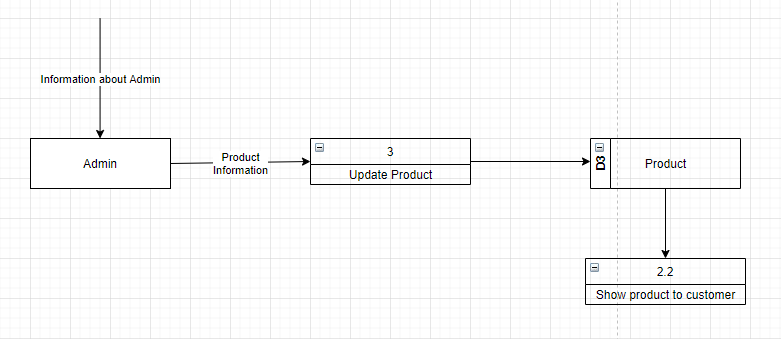 Information about Admin
Admin
Product
Information
3
Update Product
D3
Product
2.2
Show product to customer